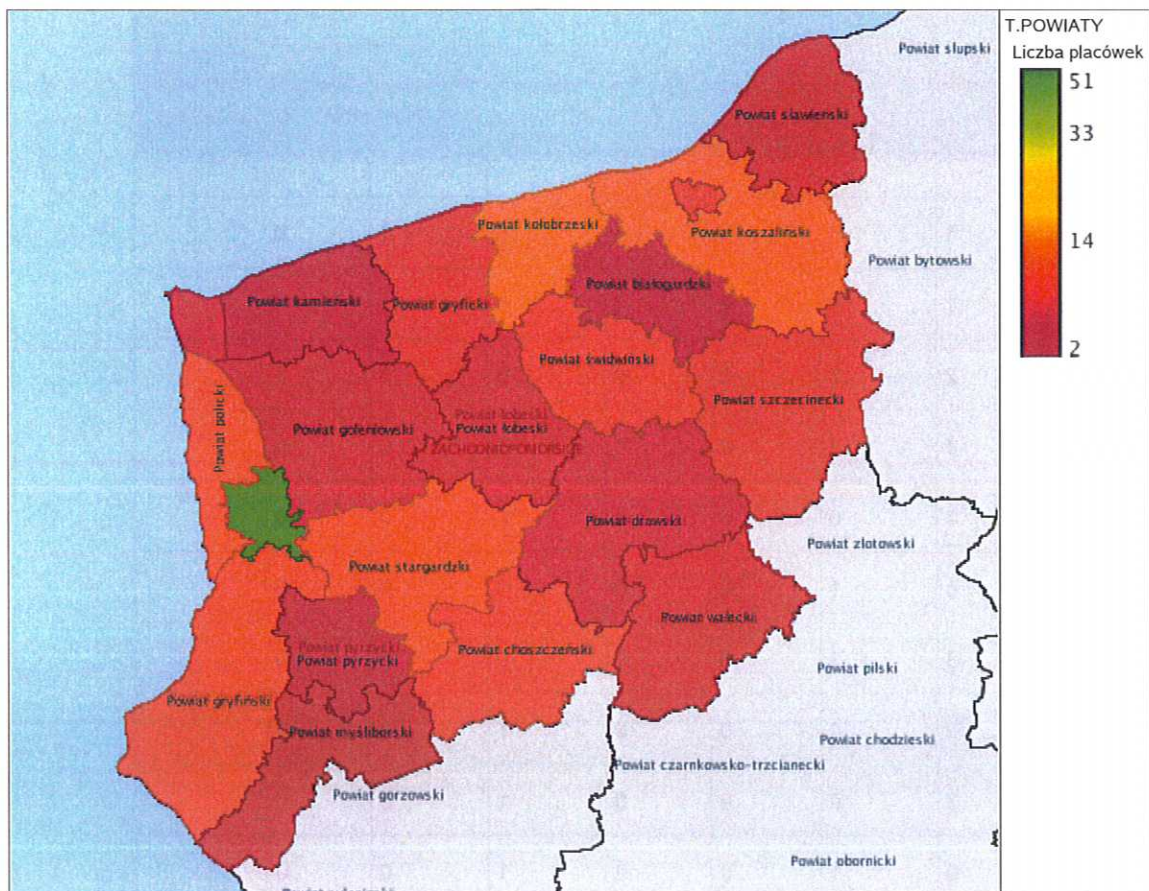 T.POWIATY
Liczba placówek
51
33
14
2
Powiat słupski
Powiat sławieński
Powiat kołobrzeski
Powiat koszaliński
Powiat bytowski
Powiat białogardzki
Powiat kamieński
Powiat gryficki
Powiat świdwiński
Powiat szczecinecki
Powiat policki
Powiat łobeski
Powiat goleniowski
Powiat łobeski
ZACHODNIOPOMORSKIE
Powiat drawski
Powiat złotowski
Powiat stargardzki
Powiat wałecki
Powiat pyrzycki
Powiat choszczeński
Powiat pyrzycki
Powiat pilski
Powiat gryfiński
Powiat myśliborski
Powiat chodzieski
Powiat czarnkowsko-trzcianecki
Powiat gorzowski
Powiat obornicki